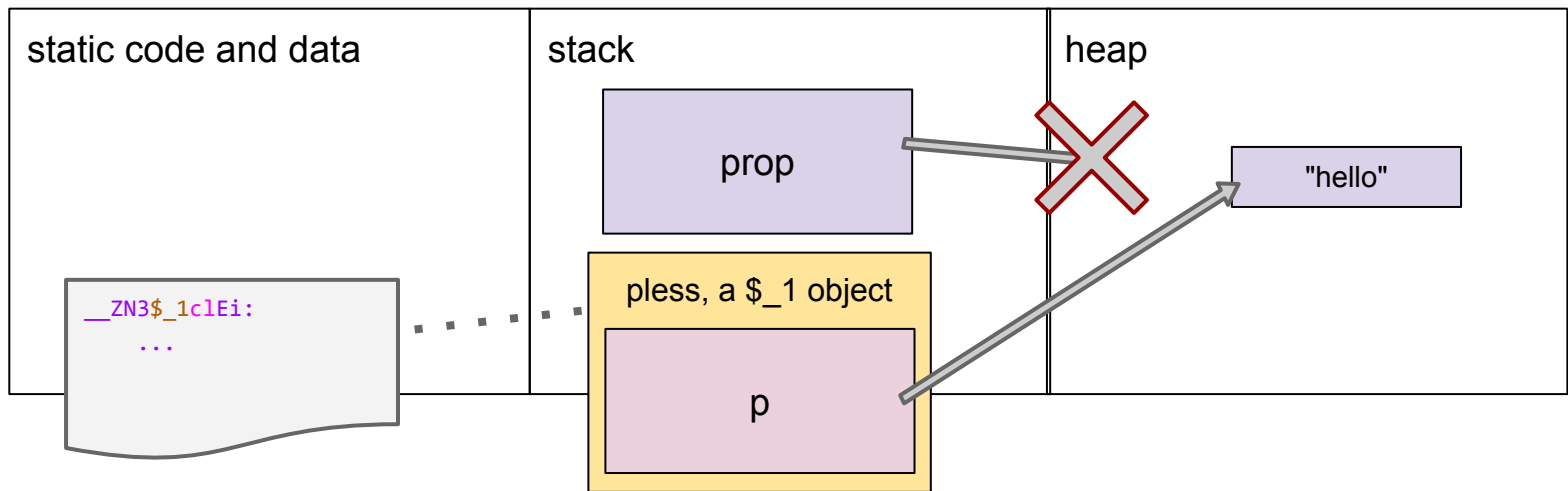 static code and data
stack
heap
prop
"hello"
pless, a $_1 object
__ZN3$_1clEi:
...
p